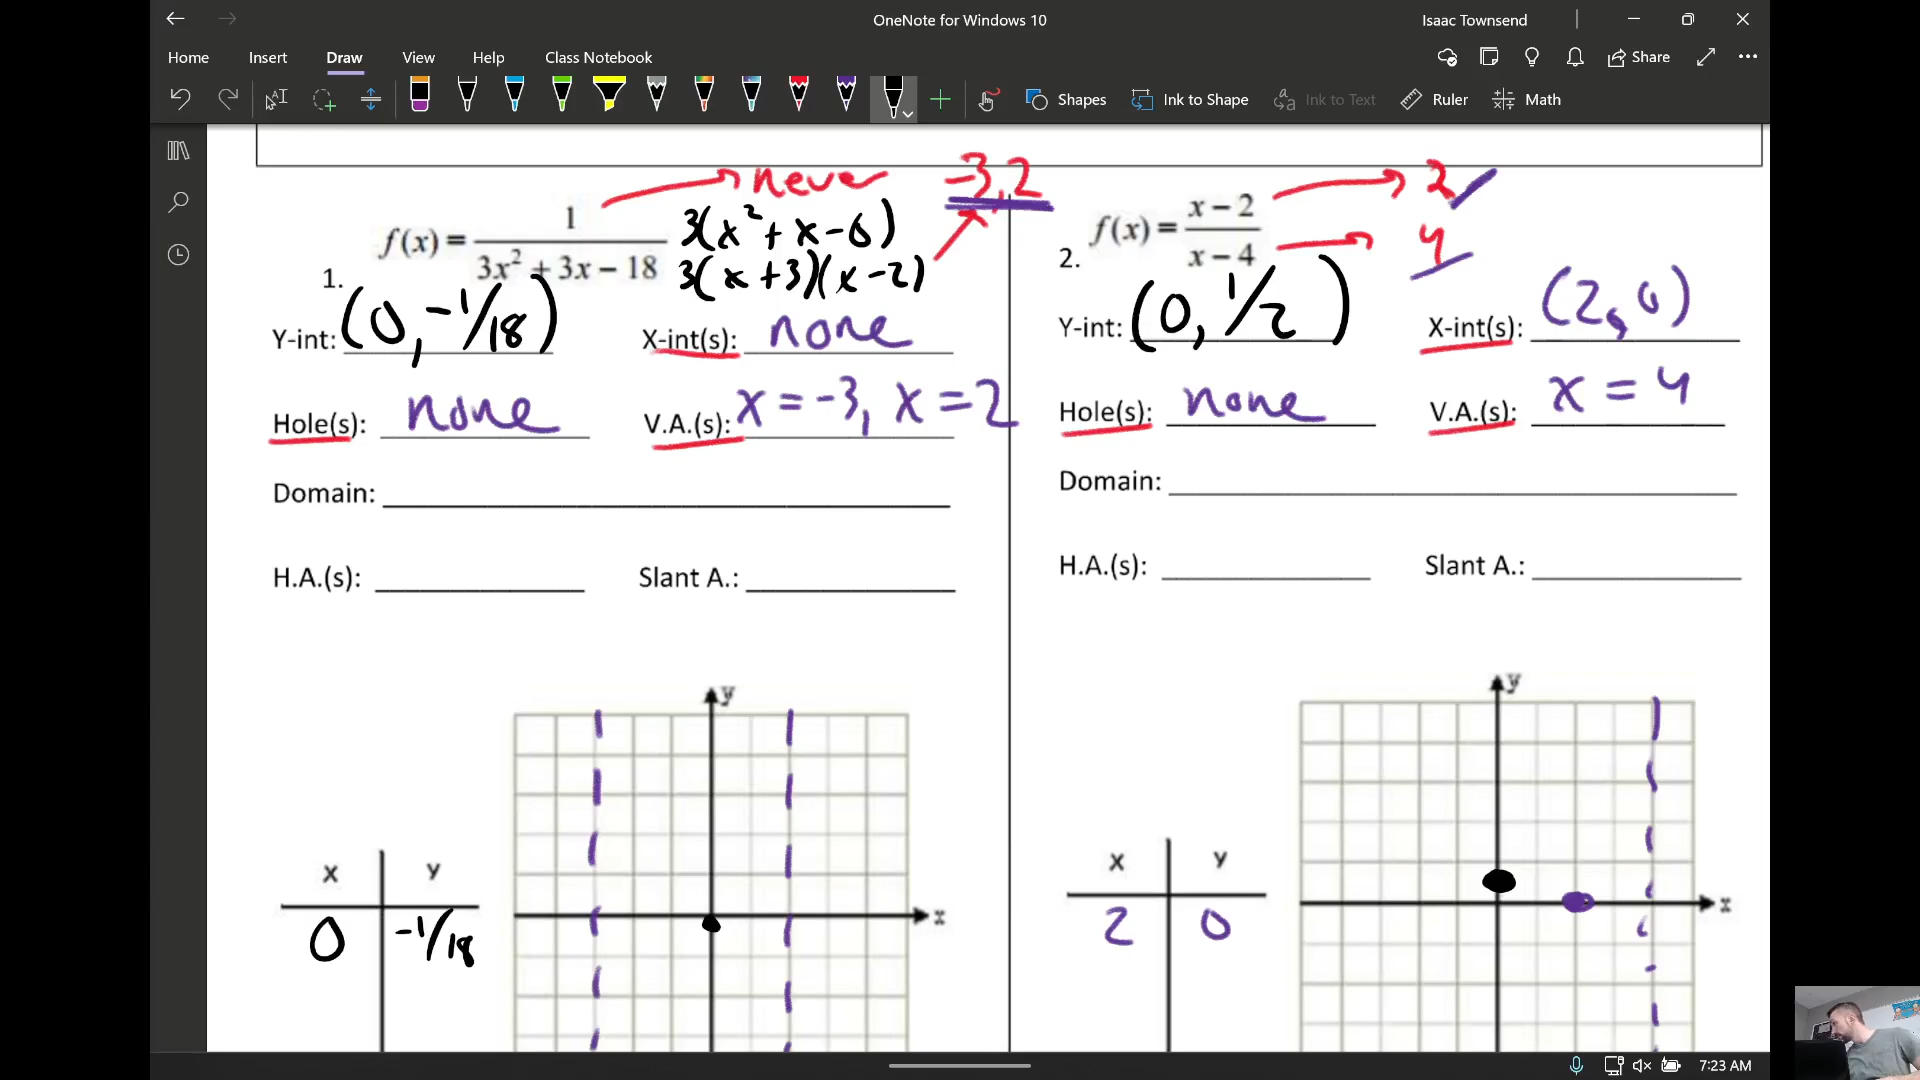 OneNote for Windows 10
Isaac Townsend
Home Insert Draw View Help Class Notebook
Share
Shapes Ink to Shape Ink to Text Ruler Math
never
-3,2
f(x) = 1/(3x² + 3x − 18)
3(x² + x - 6)
3(x + 3)(x - 2)
1.
Y-int: (0, -1/18) X-int(s): none
Hole(s): none V.A.(s): x = -3, x = 2
Domain:
H.A.(s): Slant A.:
y
x
x y
0 -1/18
2
f(x) = (x − 2)/(x − 4)
4
2.
Y-int: (0, 1/2) X-int(s): (2, 0)
Hole(s): none V.A.(s): x = 4
Domain:
H.A.(s): Slant A.:
y
x
x y
2 0
7:23 AM